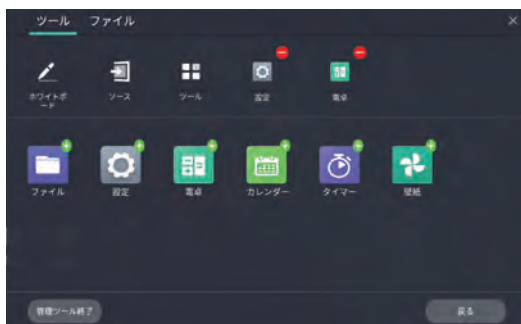 ツール ファイル
ホワイトボ
ード
ソース
ツール
設定
電卓
ファイル
設定
電卓
カレンダー
タイマー
壁紙
管理ツール終了
戻る